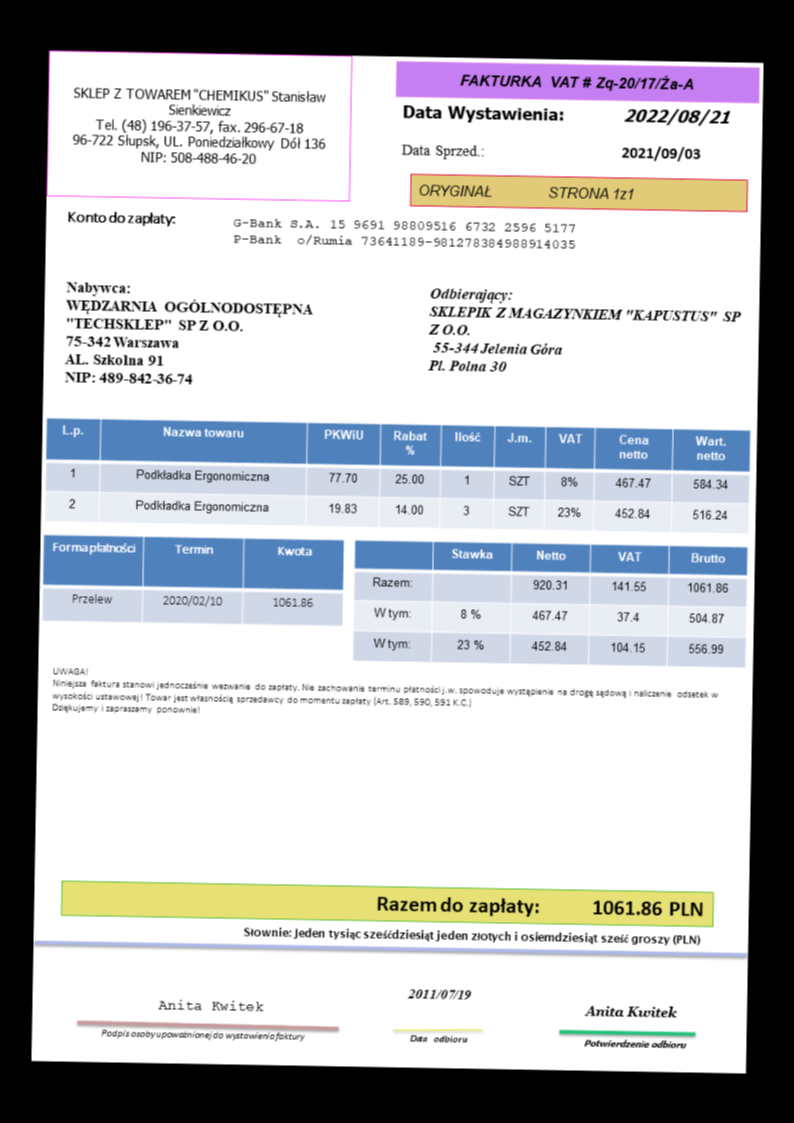 SKLEP Z TOWAREM "CHEMIKUS" Stanisław
Sienkiewicz
Tel. (48) 196-37-57, fax. 296-67-18
96-722 Słupsk, UL. Poniedziałkowy Dół 136
NIP: 508-488-46-20
FAKTURKA VAT # Zq-20/17/Ża-A
Data Wystawienia: 2022/08/21
Data Sprzed.: 2021/09/03
ORYGINAŁ STRONA 1z1
Konto do zapłaty:
G-Bank S.A. 15 9691 98809516 6732 2596 5177
P-Bank o/Rumia 73641189-981278384988914035
Nabywca:
WĘDZARNIA OGÓLNODOSTĘPNA
"TECHSKLEP" SP Z O.O.
75-342 Warszawa
AL. Szkolna 91
NIP: 489-842-36-74
Odbierający:
SKLEPIK Z MAGAZYNKIEM "KAPUSTUS" SP
Z O.O.
55-344 Jelenia Góra
Pl. Polna 30
L.p. Nazwa towaru PKWiU Rabat % Ilość J.m. VAT Cena netto Wart. netto
1 Podkładka Ergonomiczna 77.70 25.00 1 SZT 8% 467.47 584.34
2 Podkładka Ergonomiczna 19.83 14.00 3 SZT 23% 452.84 516.24
Forma płatności Termin Kwota
Przelew 2020/02/10 1061.86
Stawka Netto VAT Brutto
Razem: 920.31 141.55 1061.86
W tym: 8 % 467.47 37.4 504.87
W tym: 23 % 452.84 104.15 556.99
UWAGA!
Niniejsza faktura stanowi jednocześnie wezwanie do zapłaty. Nie zachowanie terminu płatności j.w. spowoduje wystąpienie na drogę sądową i naliczenie odsetek w
wysokości ustawowej! Towar jest własnością sprzedawcy do momentu zapłaty (Art. 589, 590, 591 K.C.)
Dziękujemy i zapraszamy ponownie!
Razem do zapłaty: 1061.86 PLN
Słownie: Jeden tysiąc sześćdziesiąt jeden złotych i osiemdziesiąt sześć groszy (PLN)
Anita Kwitek
Podpis osoby upoważnionej do wystawienia faktury
2011/07/19
Data odbioru
Anita Kwitek
Potwierdzenie odbioru